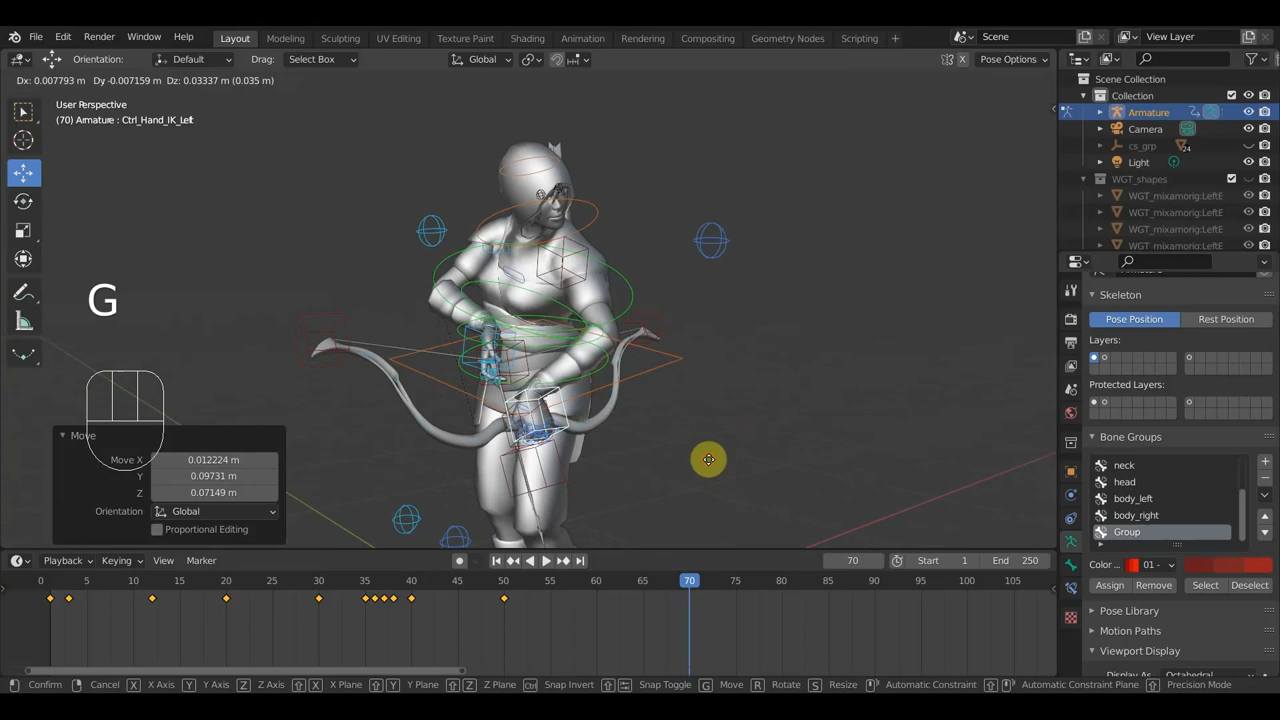 File Edit Render Window Help Layout Modeling Sculpting UV Editing Texture Paint Shading Animation Rendering Compositing Geometry Nodes Scripting + Scene View Layer
Orientation: Default Drag: Select Box Global X Pose Options
Dx: 0.007793 m Dy -0.007159 m Dz: 0.03337 m (0.035 m)
User Perspective
(70) Armature : Ctrl_Hand_IK_Left
G
Move
Move X 0.012224 m
Y 0.09731 m
Z 0.07149 m
Orientation Global
Proportional Editing
Scene Collection
Collection
Armature
Camera
cs_grp 24
Light
WGT_shapes
WGT_mixamorig:LeftE
WGT_mixamorig:LeftE
WGT_mixamorig:LeftE
WGT_mixamorig:LeftE
Skeleton
Pose Position Rest Position
Layers:
Protected Layers:
Bone Groups
neck
head
body_left
body_right
Group
Color... 01 -
Assign Remove Select Deselect
Pose Library
Motion Paths
Viewport Display
Playback Keying View Marker 70 Start 1 End 250
0 5 10 15 20 25 30 35 40 45 50 55 60 65 70 75 80 85 90 95 100 105
Confirm Cancel X X Axis Y Y Axis Z Z Axis X X Plane Y Y Plane Z Z Plane Ctrl Snap Invert Snap Toggle G Move R Rotate S Resize Automatic Constraint Automatic Constraint Plane Precision Mode